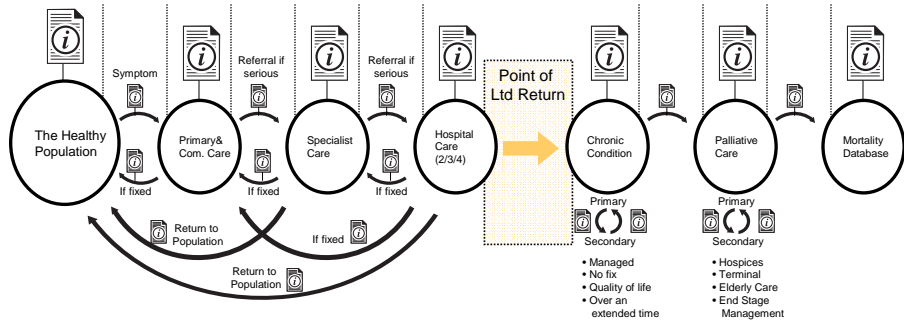 Symptom
Referral if
serious
Referral if
serious
Point of
Ltd Return
The Healthy
Population
Primary&
Com. Care
Specialist
Care
Hospital
Care
(2/3/4)
Chronic
Condition
Palliative
Care
Mortality
Database
If fixed
If fixed
If fixed
Return to
Population
If fixed
Return to
Population
Primary
Secondary
• Managed
• No fix
• Quality of life
• Over an
extended time
Primary
Secondary
• Hospices
• Terminal
• Elderly Care
• End Stage
Management